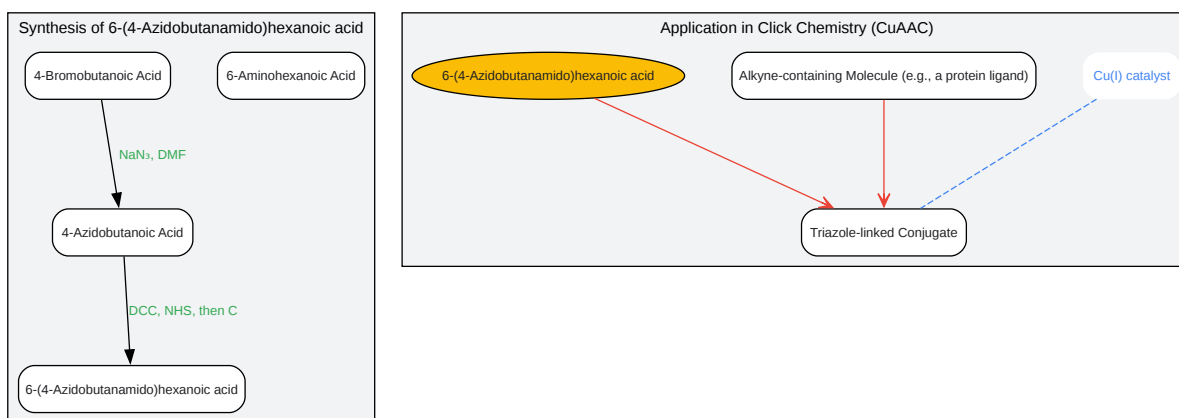 Synthesis of 6-(4-Azidobutanamido)hexanoic acid
4-Bromobutanoic Acid
6-Aminohexanoic Acid
NaN₃, DMF
4-Azidobutanoic Acid
DCC, NHS, then C
6-(4-Azidobutanamido)hexanoic acid
Application in Click Chemistry (CuAAC)
6-(4-Azidobutanamido)hexanoic acid
Alkyne-containing Molecule (e.g., a protein ligand)
Cu(I) catalyst
Triazole-linked Conjugate